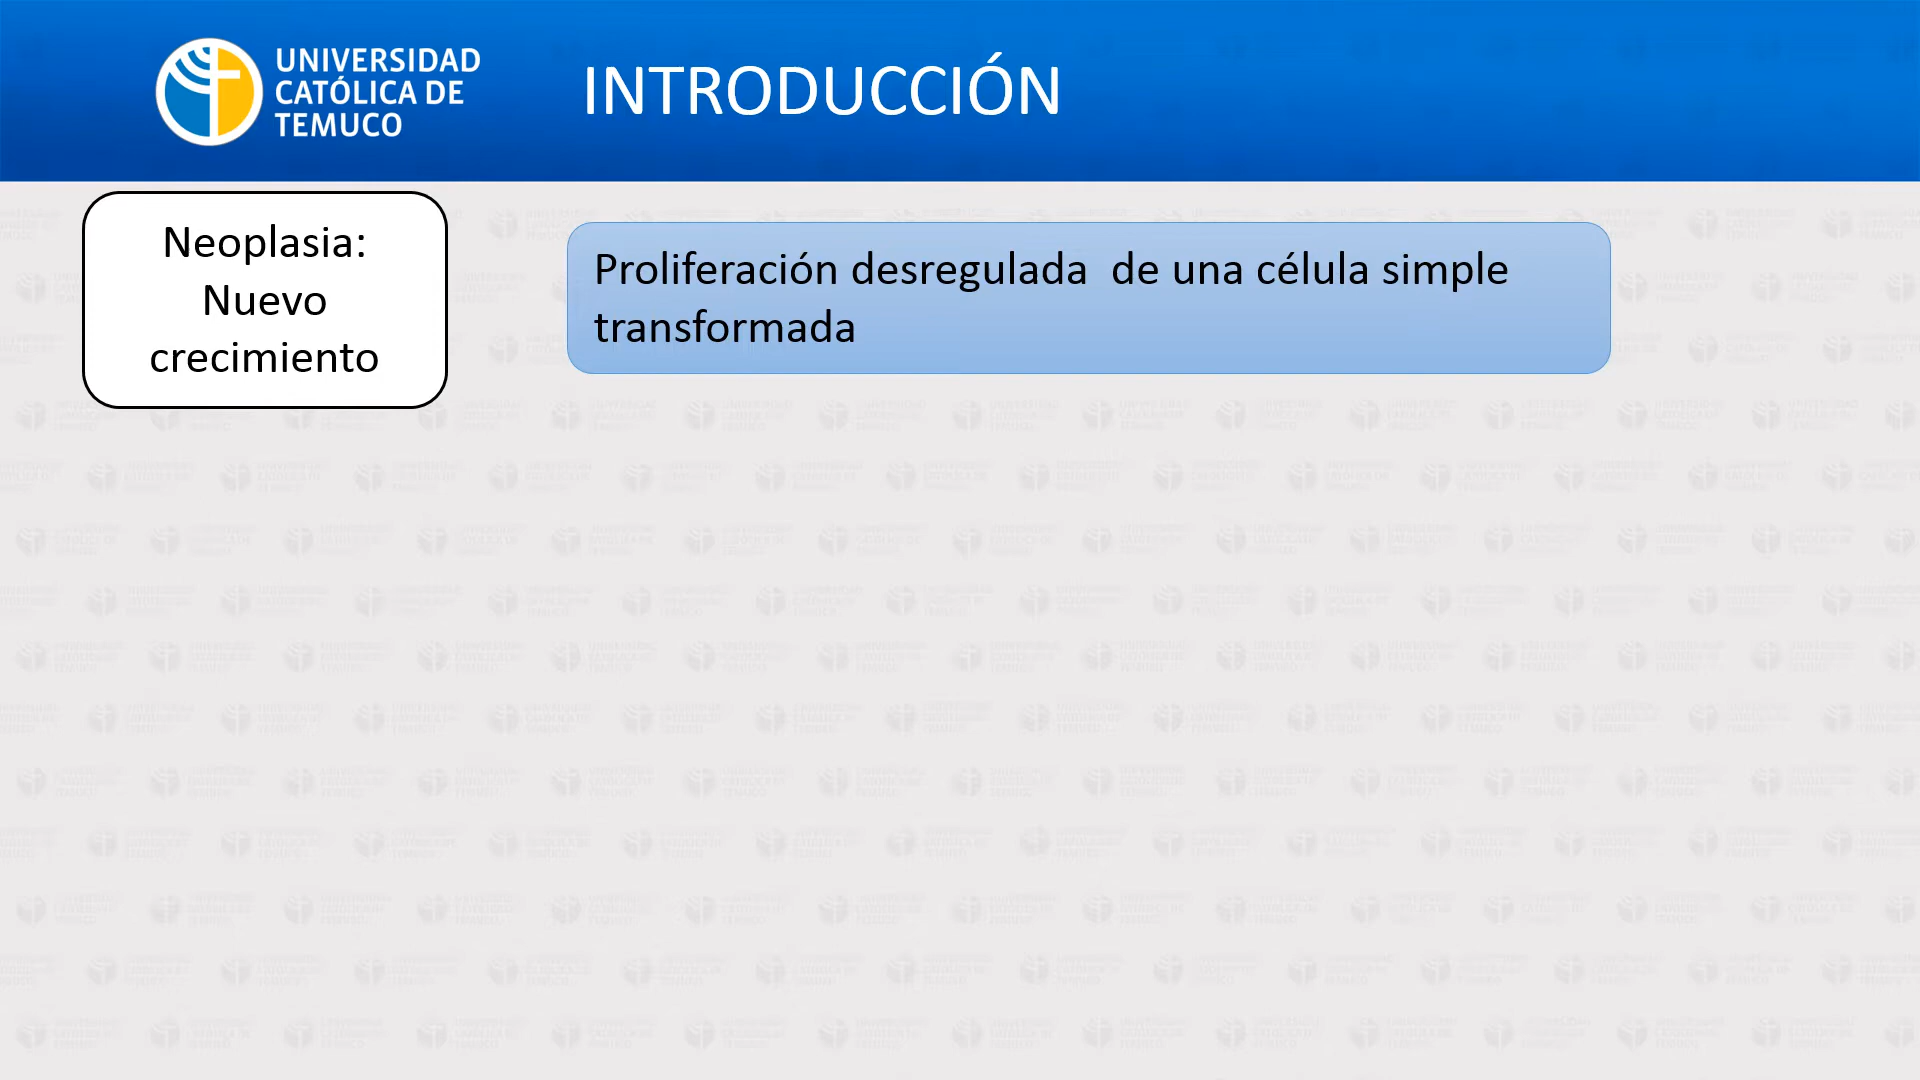 UNIVERSIDAD
CATÓLICA DE
TEMUCO
INTRODUCCIÓN
Neoplasia:
Nuevo
crecimiento
Proliferación desregulada  de una célula simple
transformada